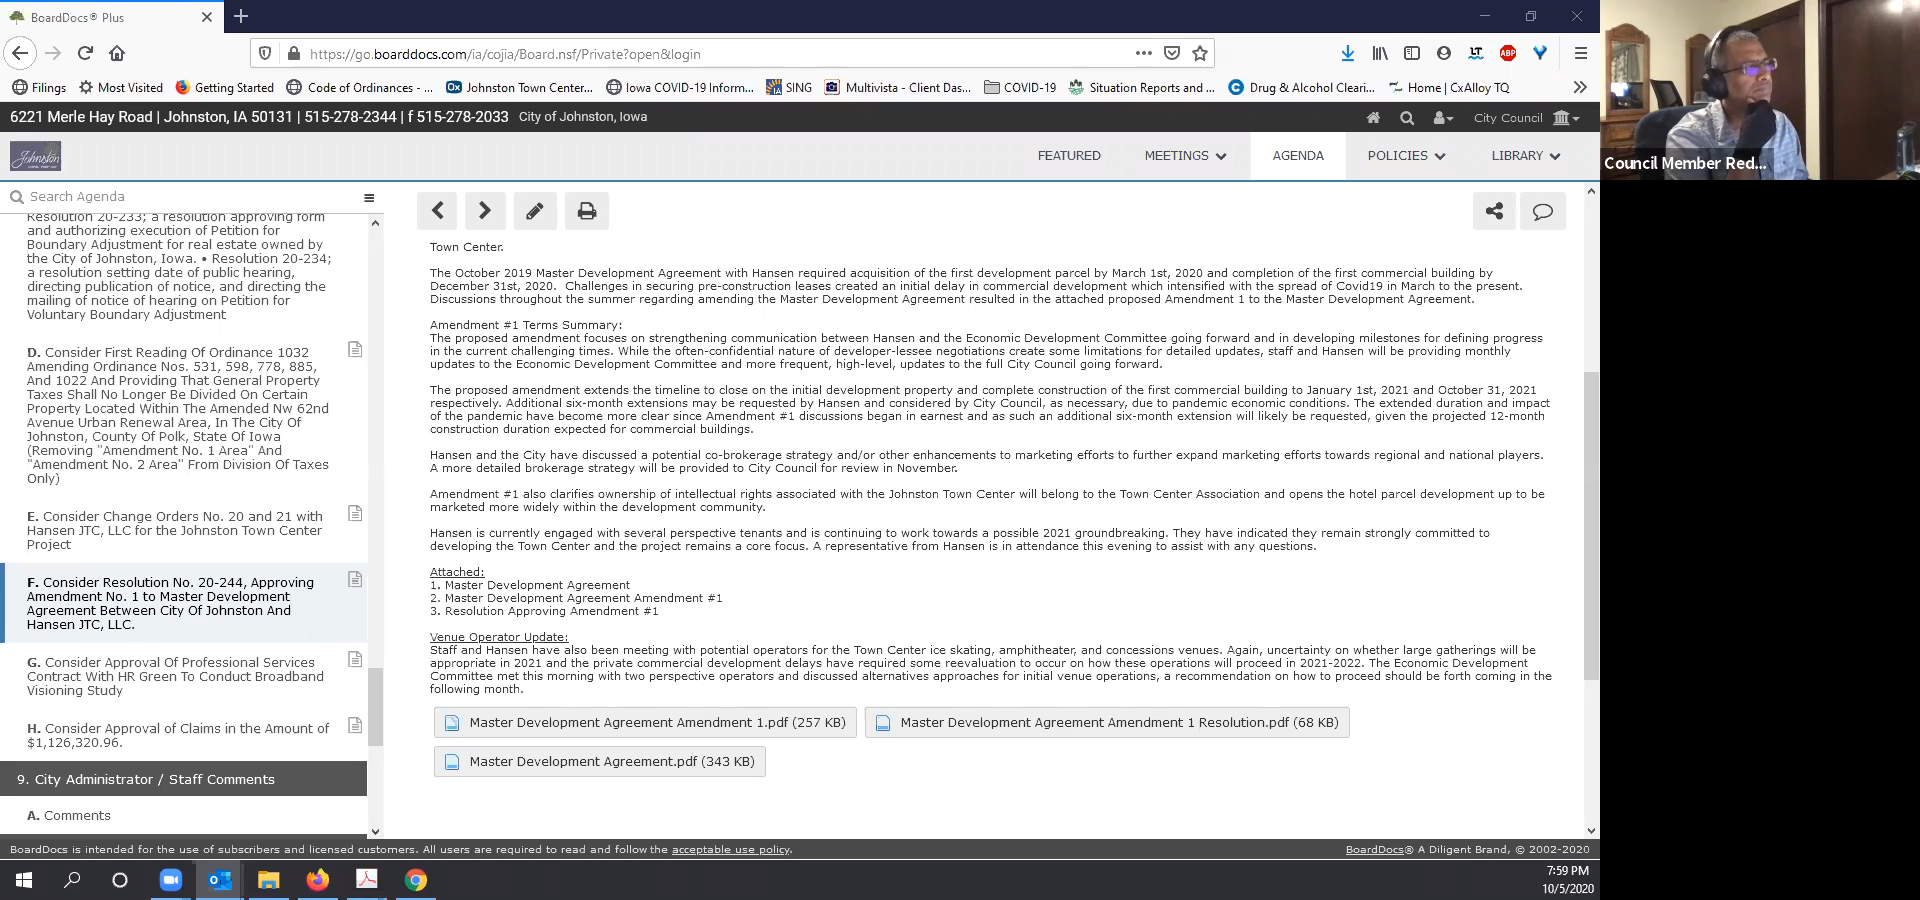 BoardDocs® Plus
https://go.boarddocs.com/ia/cojia/Board.nsf/Private?open&login
Filings
Most Visited
Getting Started
Code of Ordinances - ...
Johnston Town Center...
Iowa COVID-19 Inform...
SING
Multivista - Client Das...
COVID-19
Situation Reports and ...
Drug & Alcohol Cleari...
Home | CxAlloy TQ
6221 Merle Hay Road | Johnston, IA 50131 | 515-278-2344 | f 515-278-2033 City of Johnston, Iowa
City Council
Johnston
FEATURED
MEETINGS
AGENDA
POLICIES
LIBRARY
Search Agenda
Resolution 20-233; a resolution approving form
and authorizing execution of Petition for
Boundary Adjustment for real estate owned by
the City of Johnston, Iowa. • Resolution 20-234;
a resolution setting date of public hearing,
directing publication of notice, and directing the
mailing of notice of hearing on Petition for
Voluntary Boundary Adjustment
D. Consider First Reading Of Ordinance 1032
Amending Ordinance Nos. 531, 598, 778, 885,
And 1022 And Providing That General Property
Taxes Shall No Longer Be Divided On Certain
Property Located Within The Amended Nw 62nd
Avenue Urban Renewal Area, In The City Of
Johnston, County Of Polk, State Of Iowa
(Removing "Amendment No. 1 Area" And
"Amendment No. 2 Area" From Division Of Taxes
Only)
E. Consider Change Orders No. 20 and 21 with
Hansen JTC, LLC for the Johnston Town Center
Project
F. Consider Resolution No. 20-244, Approving
Amendment No. 1 to Master Development
Agreement Between City Of Johnston And
Hansen JTC, LLC.
G. Consider Approval Of Professional Services
Contract With HR Green To Conduct Broadband
Visioning Study
H. Consider Approval of Claims in the Amount of
$1,126,320.96.
9. City Administrator / Staff Comments
A. Comments
Town Center.
The October 2019 Master Development Agreement with Hansen required acquisition of the first development parcel by March 1st, 2020 and completion of the first commercial building by
December 31st, 2020. Challenges in securing pre-construction leases created an initial delay in commercial development which intensified with the spread of Covid19 in March to the present.
Discussions throughout the summer regarding amending the Master Development Agreement resulted in the attached proposed Amendment 1 to the Master Development Agreement.
Amendment #1 Terms Summary:
The proposed amendment focuses on strengthening communication between Hansen and the Economic Development Committee going forward and in developing milestones for defining progress
in the current challenging times. While the often-confidential nature of developer-lessee negotiations create some limitations for detailed updates, staff and Hansen will be providing monthly
updates to the Economic Development Committee and more frequent, high-level, updates to the full City Council going forward.
The proposed amendment extends the timeline to close on the initial development property and complete construction of the first commercial building to January 1st, 2021 and October 31, 2021
respectively. Additional six-month extensions may be requested by Hansen and considered by City Council, as necessary, due to pandemic economic conditions. The extended duration and impact
of the pandemic have become more clear since Amendment #1 discussions began in earnest and as such an additional six-month extension will likely be requested, given the projected 12-month
construction duration expected for commercial buildings.
Hansen and the City have discussed a potential co-brokerage strategy and/or other enhancements to marketing efforts to further expand marketing efforts towards regional and national players.
A more detailed brokerage strategy will be provided to City Council for review in November.
Amendment #1 also clarifies ownership of intellectual rights associated with the Johnston Town Center will belong to the Town Center Association and opens the hotel parcel development up to be
marketed more widely within the development community.
Hansen is currently engaged with several perspective tenants and is continuing to work towards a possible 2021 groundbreaking. They have indicated they remain strongly committed to
developing the Town Center and the project remains a core focus. A representative from Hansen is in attendance this evening to assist with any questions.
Attached:
1. Master Development Agreement
2. Master Development Agreement Amendment #1
3. Resolution Approving Amendment #1
Venue Operator Update:
Staff and Hansen have also been meeting with potential operators for the Town Center ice skating, amphitheater, and concessions venues. Again, uncertainty on whether large gatherings will be
appropriate in 2021 and the private commercial development delays have required some reevaluation to occur on how these operations will proceed in 2021-2022. The Economic Development
Committee met this morning with two perspective operators and discussed alternatives approaches for initial venue operations, a recommendation on how to proceed should be forth coming in the
following month.
Master Development Agreement Amendment 1.pdf (257 KB)
Master Development Agreement Amendment 1 Resolution.pdf (68 KB)
Master Development Agreement.pdf (343 KB)
BoardDocs is intended for the use of subscribers and licensed customers. All users are required to read and follow the acceptable use policy.
BoardDocs® A Diligent Brand, © 2002-2020
7:59 PM
10/5/2020
Council Member Red...
LT
ABP